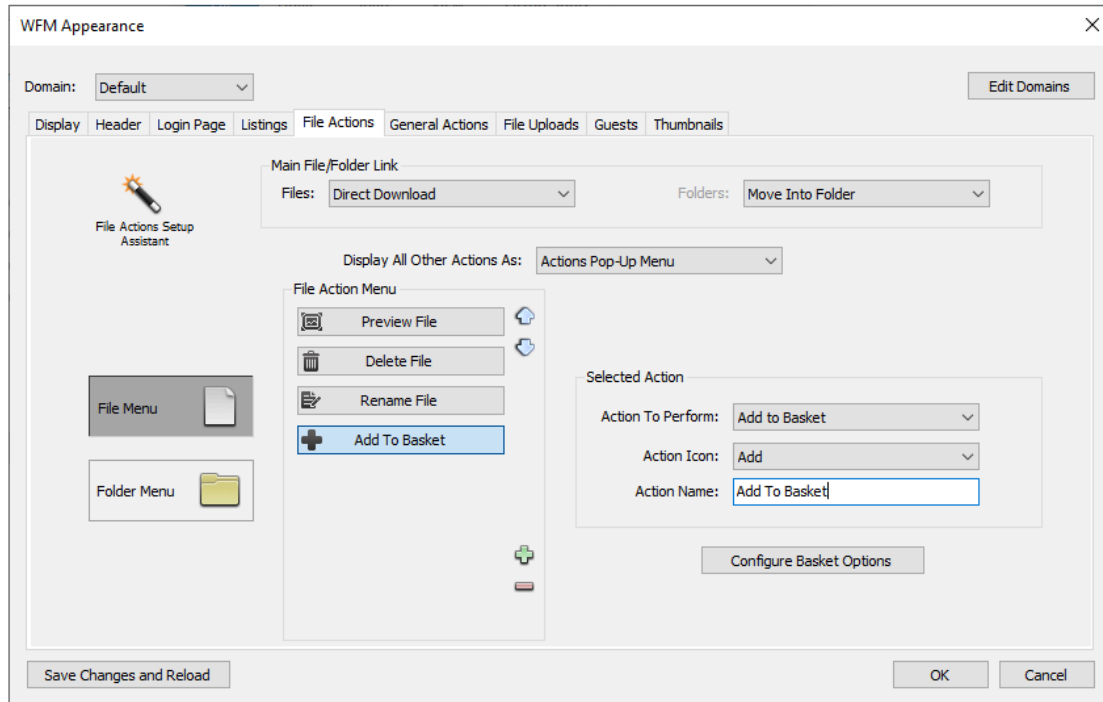 WFM Appearance
Domain: Default Edit Domains
Display Header Login Page Listings File Actions General Actions File Uploads Guests Thumbnails
Main File/Folder Link
Files: Direct Download Folders: Move Into Folder
File Actions Setup
Assistant
Display All Other Actions As: Actions Pop-Up Menu
File Action Menu
Preview File
Delete File
Rename File
Add To Basket
File Menu
Folder Menu
Selected Action
Action To Perform: Add to Basket
Action Icon: Add
Action Name: Add To Basket
Configure Basket Options
Save Changes and Reload OK Cancel